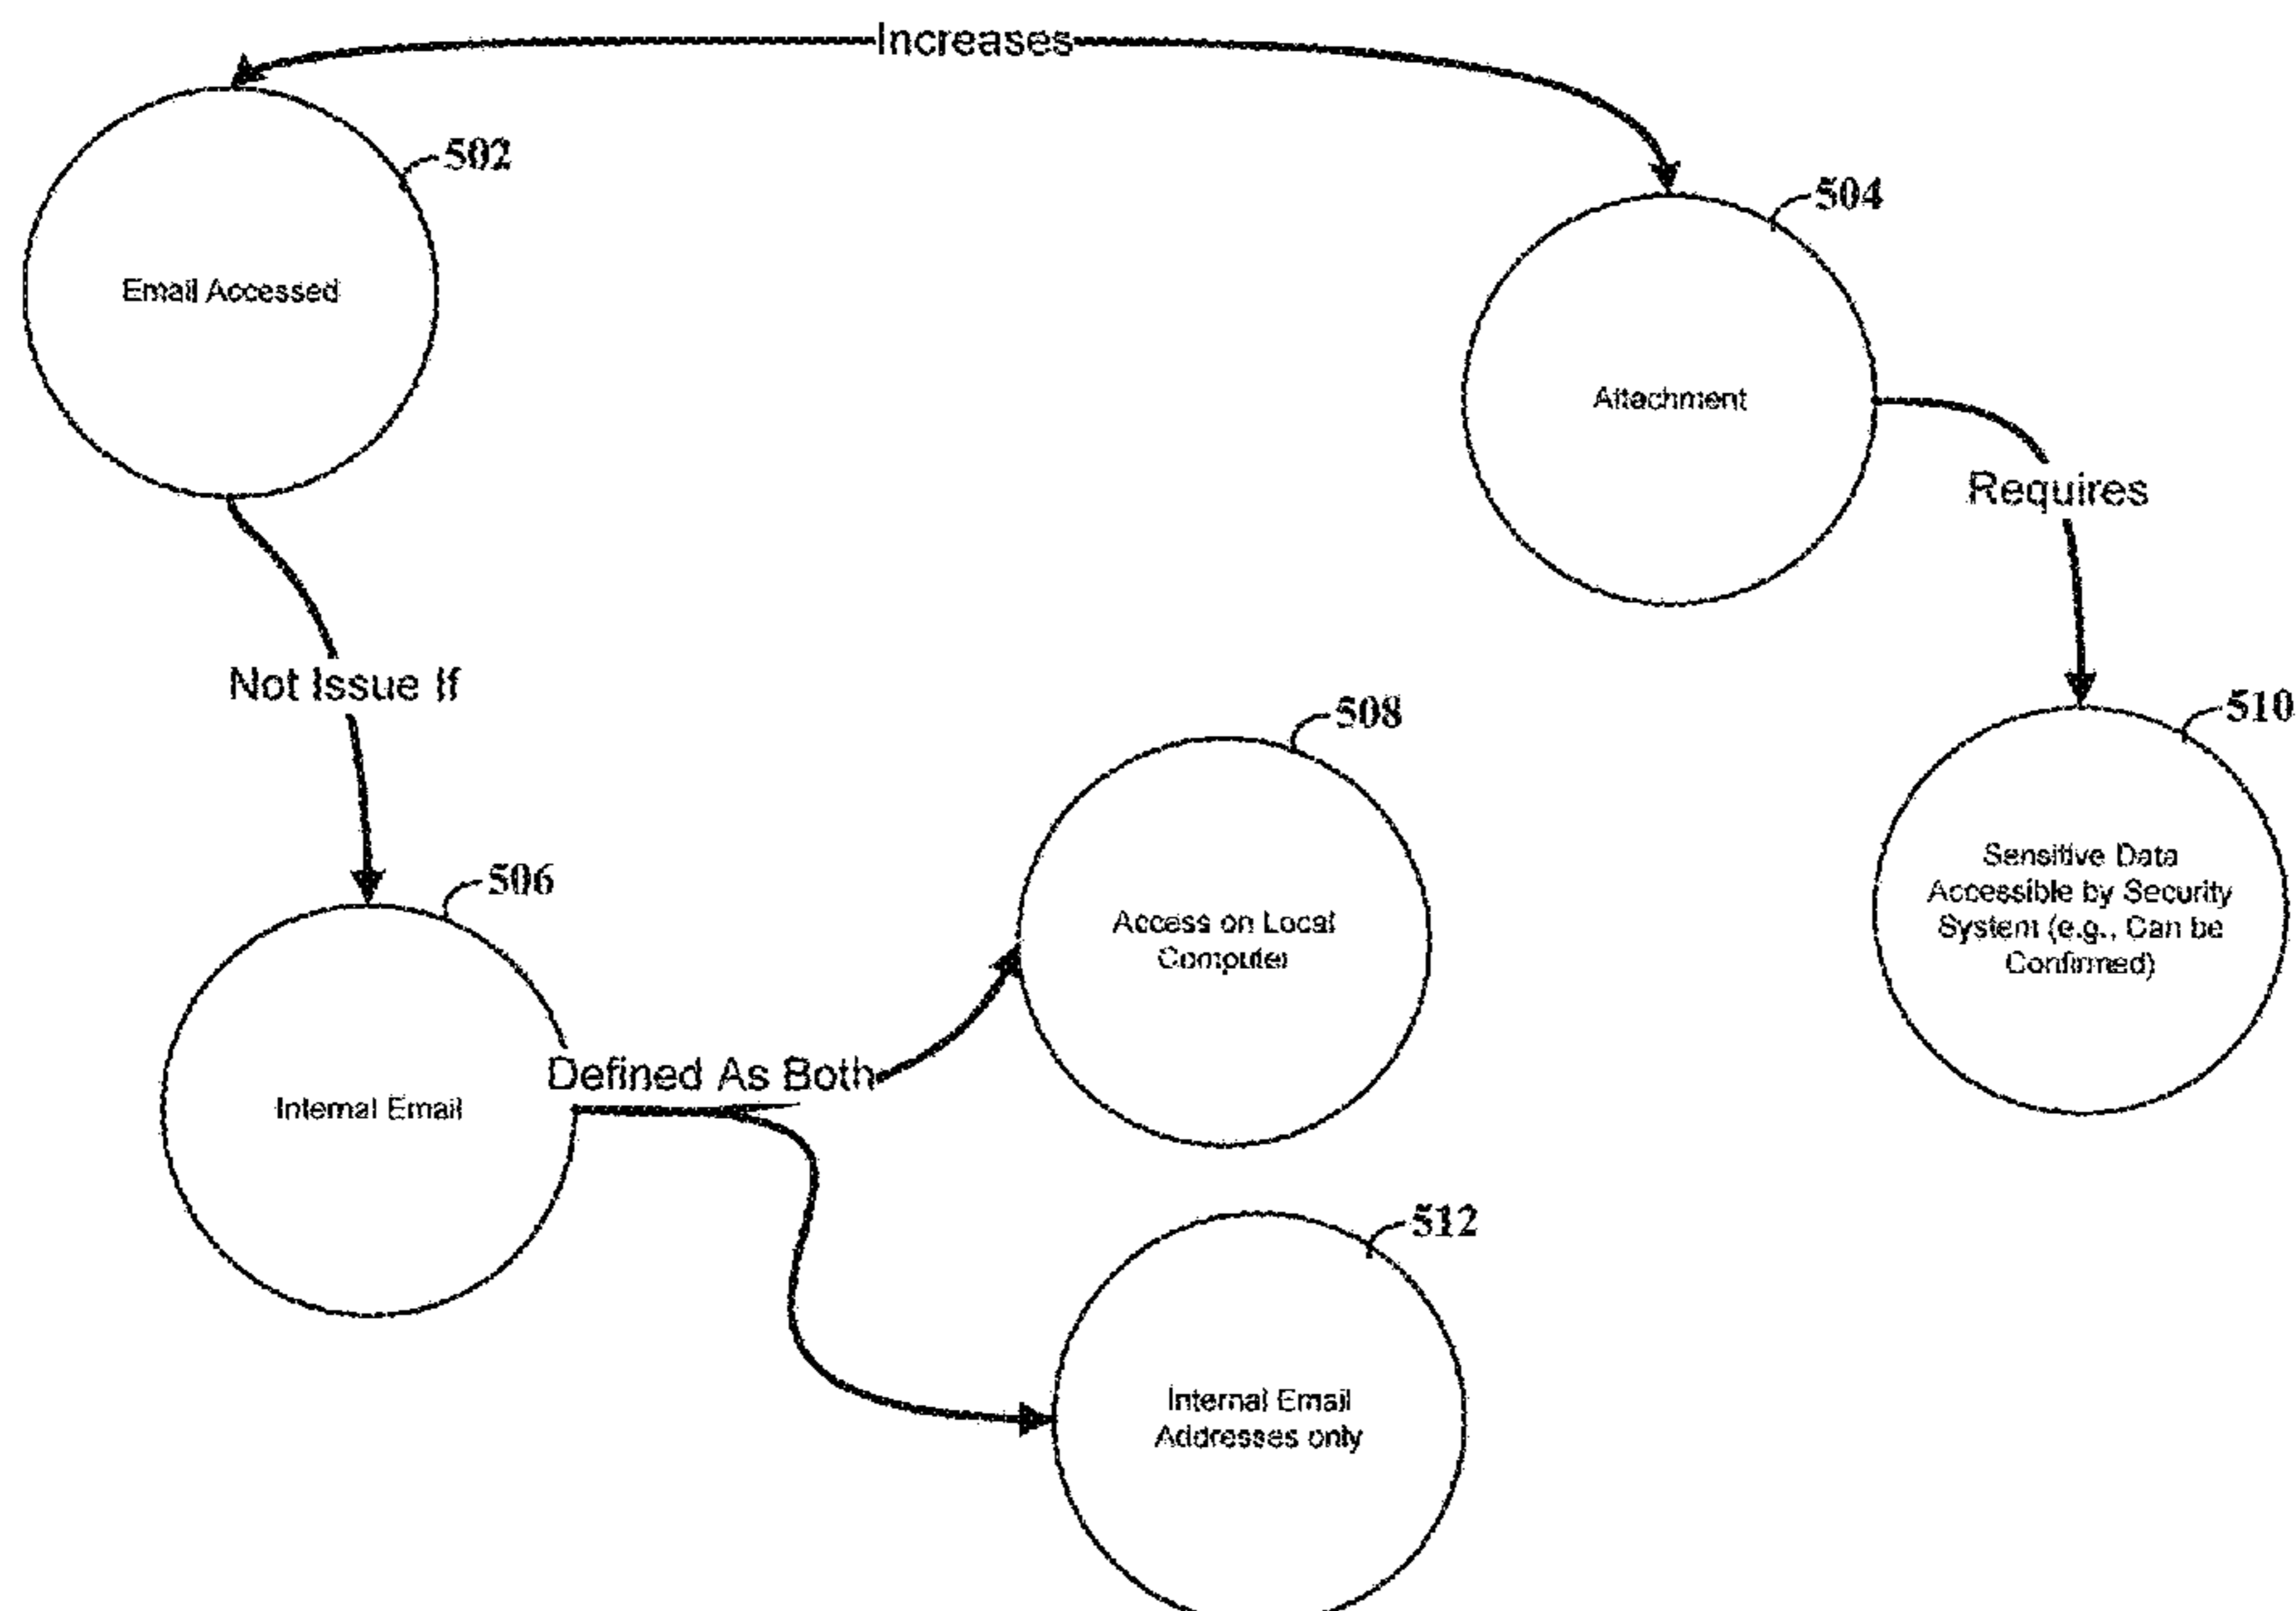 Increases
502
Email Accessed
504
Attachment
Requires
Not Issue If
508
510
Sensitive Data
Accessible by Security
System (e.g., Can be
Confirmed)
506
Access on Local
Computer
Defined As Both
Internal Email
512
Internal Email
Addresses only